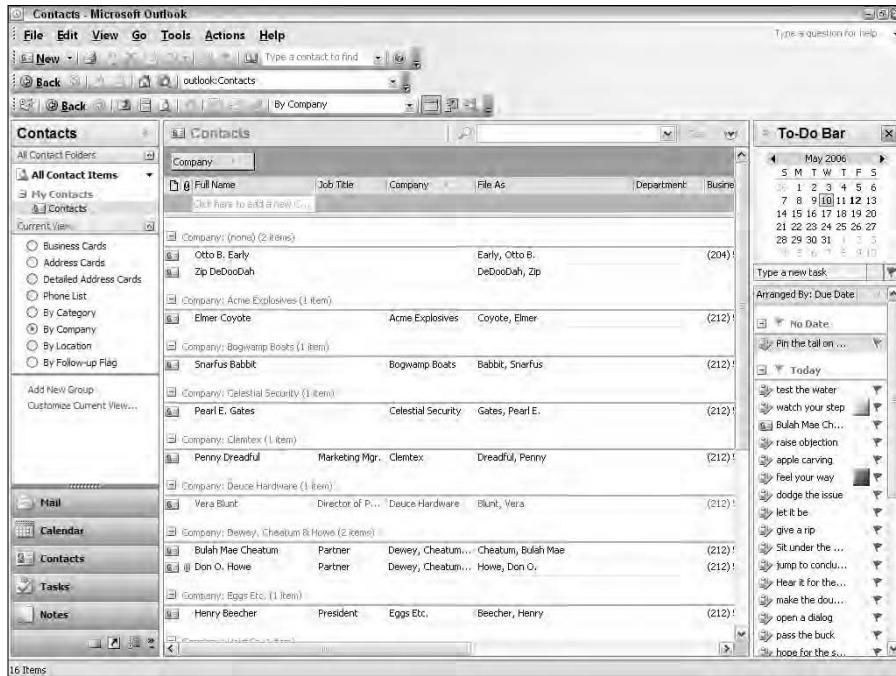 Contacts - Microsoft Outlook
File Edit View Go Tools Actions Help
Type a question for help
New
Type a contact to find
Back
outlook:Contacts
Back
By Company
Contacts
All Contact Folders
All Contact Items
My Contacts
Contacts
Current View
Business Cards
Address Cards
Detailed Address Cards
Phone List
By Category
By Company
By Location
By Follow-up Flag
Add New Group
Customize Current View...
Mail
Calendar
Contacts
Tasks
Notes
Contacts
Company
Full Name Job Title Company File As Department Busine
Click here to add a new C...
Company: (none) (2 items)
Otto B. Early Early, Otto B. (204)
Zip DeDooDah DeDooDah, Zip
Company: Acme Explosives (1 item)
Elmer Coyote Acme Explosives Coyote, Elmer (212)
Company: Bogwamp Boats (1 item)
Snarfus Babbit Bogwamp Boats Babbit, Snarfus (212)
Company: Celestial Security (1 item)
Pearl E. Gates Celestial Security Gates, Pearl E. (212)
Company: Clemtex (1 item)
Penny Dreadful Marketing Mgr. Clemtex Dreadful, Penny (212)
Company: Deuce Hardware (1 item)
Vera Blunt Director of P... Deuce Hardware Blunt, Vera (212)
Company: Dewey, Cheatum & Howe (2 items)
Bulah Mae Cheatum Partner Dewey, Cheatum... Cheatum, Bulah Mae (212)
Don O. Howe Partner Dewey, Cheatum... Howe, Don O. (212)
Company: Eggs Etc. (1 item)
Henry Beecher President Eggs Etc. Beecher, Henry (212)
To-Do Bar
May 2006
S M T W T F S
1 2 3 4 5 6
7 8 9 10 11 12 13
14 15 16 17 18 19 20
21 22 23 24 25 26 27
28 29 30 31 1 2 3
Type a new task
Arranged By: Due Date
No Date
Pin the tail on ...
Today
test the water
watch your step
Bulah Mae Ch...
raise objection
apple carving
feel your way
dodge the issue
let it be
give a rip
Sit under the ...
jump to conclu...
Hear it for the...
make the dou...
open a dialog
pass the buck
hope for the s...
16 Items